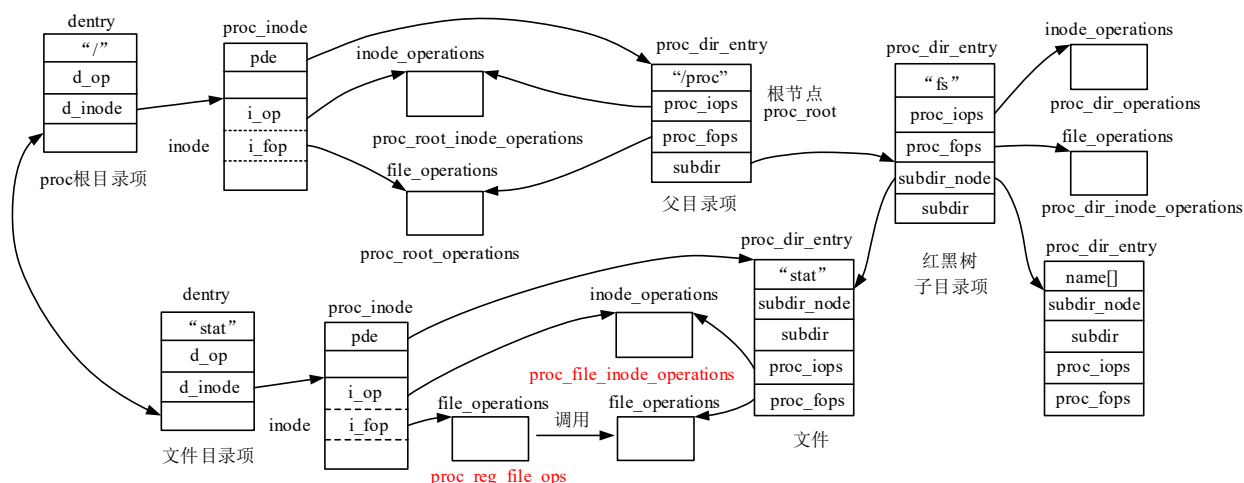 dentry
“/”
d_op
d_inode
proc根目录项
proc_inode
pde
i_op
i_fop
inode
inode_operations
proc_root_inode_operations
file_operations
proc_root_operations
proc_dir_entry
“/proc”
proc_iops
proc_fops
subdir
父目录项
根节点
proc_root
proc_dir_entry
“fs”
proc_iops
proc_fops
subdir_node
subdir
红黑树
子目录项
inode_operations
proc_dir_operations
file_operations
proc_dir_inode_operations
proc_dir_entry
name[]
subdir_node
subdir
proc_iops
proc_fops
dentry
“stat”
d_op
d_inode
文件目录项
proc_inode
pde
i_op
i_fop
inode
inode_operations
proc_file_inode_operations
file_operations
proc_reg_file_ops
调用
file_operations
proc_dir_entry
“stat”
subdir_node
subdir
proc_iops
proc_fops
文件